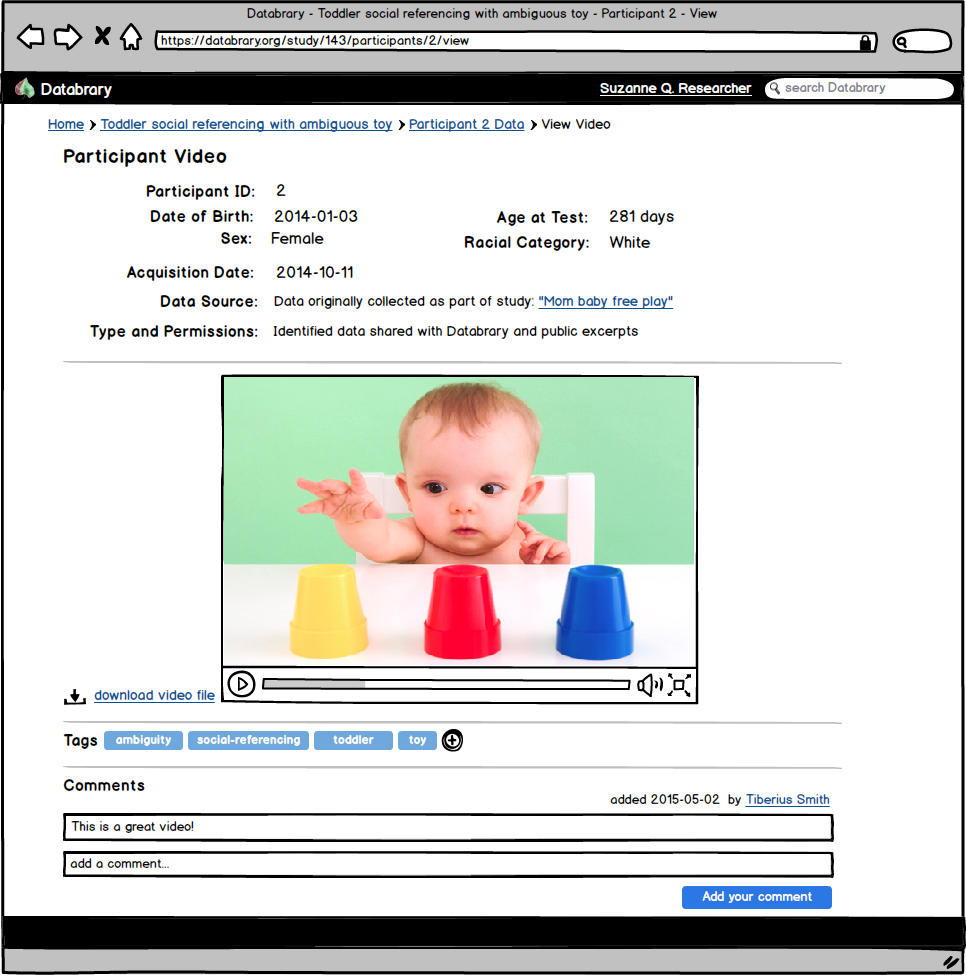 Databrary - Toddler social referencing with ambiguous toy - Participant 2 - View
https://databrary.org/study/143/participants/2/view
Databrary
Suzanne Q. Researcher
search Databrary
Home > Toddler social referencing with ambiguous toy > Participant 2 Data > View Video
Participant Video
Participant ID: 2
Date of Birth: 2014-01-03 Age at Test: 281 days
Sex: Female Racial Category: White
Acquisition Date: 2014-10-11
Data Source: Data originally collected as part of study: "Mom baby free play"
Type and Permissions: Identified data shared with Databrary and public excerpts
download video file
Tags ambiguity social-referencing toddler toy
Comments
added 2015-05-02 by Tiberius Smith
This is a great video!
add a comment...
Add your comment